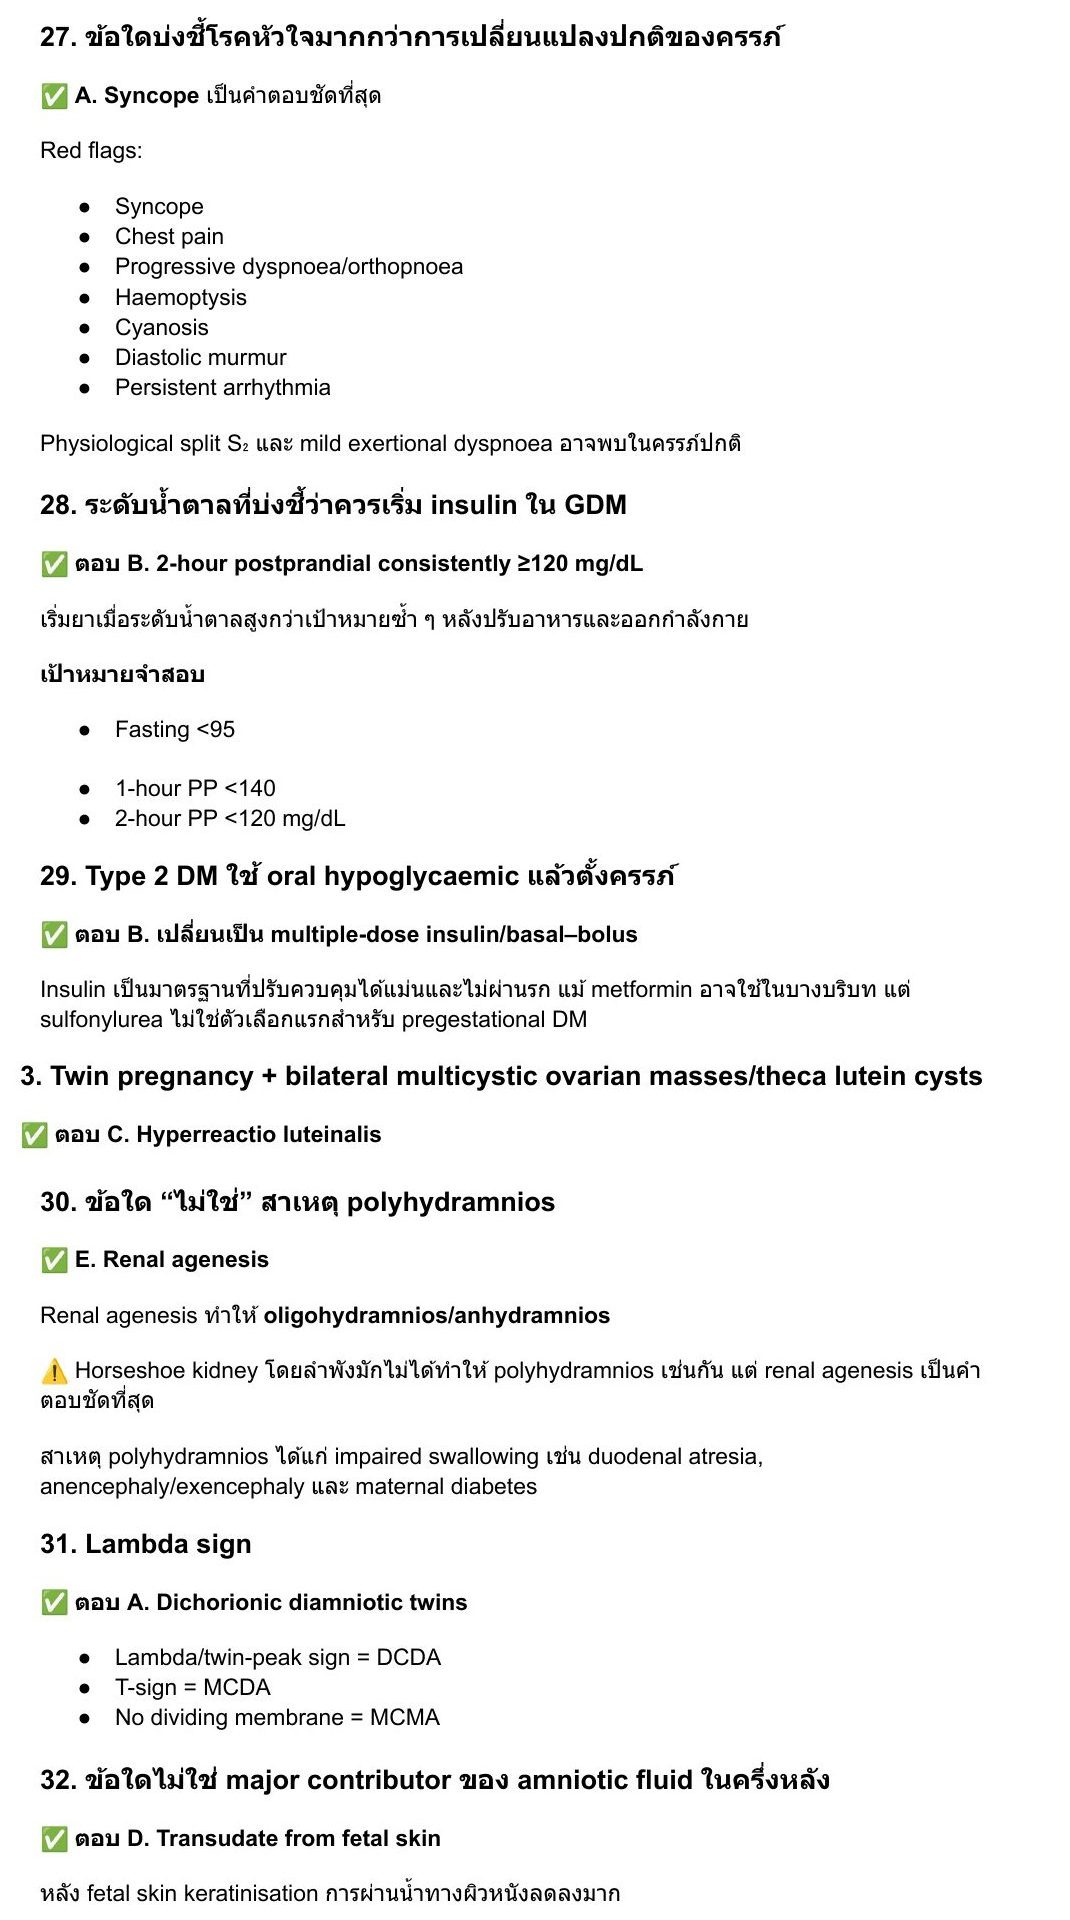 27. ข้อใดบ่งชี้โรคหัวใจมากกว่าการเปลี่ยนแปลงปกติของครรภ์
✅ A. Syncope เป็นคำตอบชัดที่สุด
Red flags:
● Syncope
● Chest pain
● Progressive dyspnoea/orthopnoea
● Haemoptysis
● Cyanosis
● Diastolic murmur
● Persistent arrhythmia
Physiological split S₂ และ mild exertional dyspnoea อาจพบในครรภ์ปกติ
28. ระดับน้ำตาลที่บ่งชี้ว่าควรเริ่ม insulin ใน GDM
✅ ตอบ B. 2-hour postprandial consistently ≥120 mg/dL
เริ่มยาเมื่อระดับน้ำตาลสูงกว่าเป้าหมายซ้ำ ๆ หลังปรับอาหารและออกกำลังกาย
เป้าหมายจำสอบ
● Fasting <95
● 1-hour PP <140
● 2-hour PP <120 mg/dL
29. Type 2 DM ใช้ oral hypoglycaemic แล้วตั้งครรภ์
✅ ตอบ B. เปลี่ยนเป็น multiple-dose insulin/basal–bolus
Insulin เป็นมาตรฐานที่ปรับควบคุมได้แม่นและไม่ผ่านรก แม้ metformin อาจใช้ในบางบริบท แต่
sulfonylurea ไม่ใช่ตัวเลือกแรกสำหรับ pregestational DM
3. Twin pregnancy + bilateral multicystic ovarian masses/theca lutein cysts
✅ ตอบ C. Hyperreactio luteinalis
30. ข้อใด “ไม่ใช่” สาเหตุ polyhydramnios
✅ E. Renal agenesis
Renal agenesis ทำให้ oligohydramnios/anhydramnios
⚠️ Horseshoe kidney โดยลำพังมักไม่ได้ทำให้ polyhydramnios เช่นกัน แต่ renal agenesis เป็นคำ
ตอบชัดที่สุด
สาเหตุ polyhydramnios ได้แก่ impaired swallowing เช่น duodenal atresia,
anencephaly/exencephaly และ maternal diabetes
31. Lambda sign
✅ ตอบ A. Dichorionic diamniotic twins
● Lambda/twin-peak sign = DCDA
● T-sign = MCDA
● No dividing membrane = MCMA
32. ข้อใดไม่ใช่ major contributor ของ amniotic fluid ในครึ่งหลัง
✅ ตอบ D. Transudate from fetal skin
หลัง fetal skin keratinisation การผ่านน้ำทางผิวหนังลดลงมาก